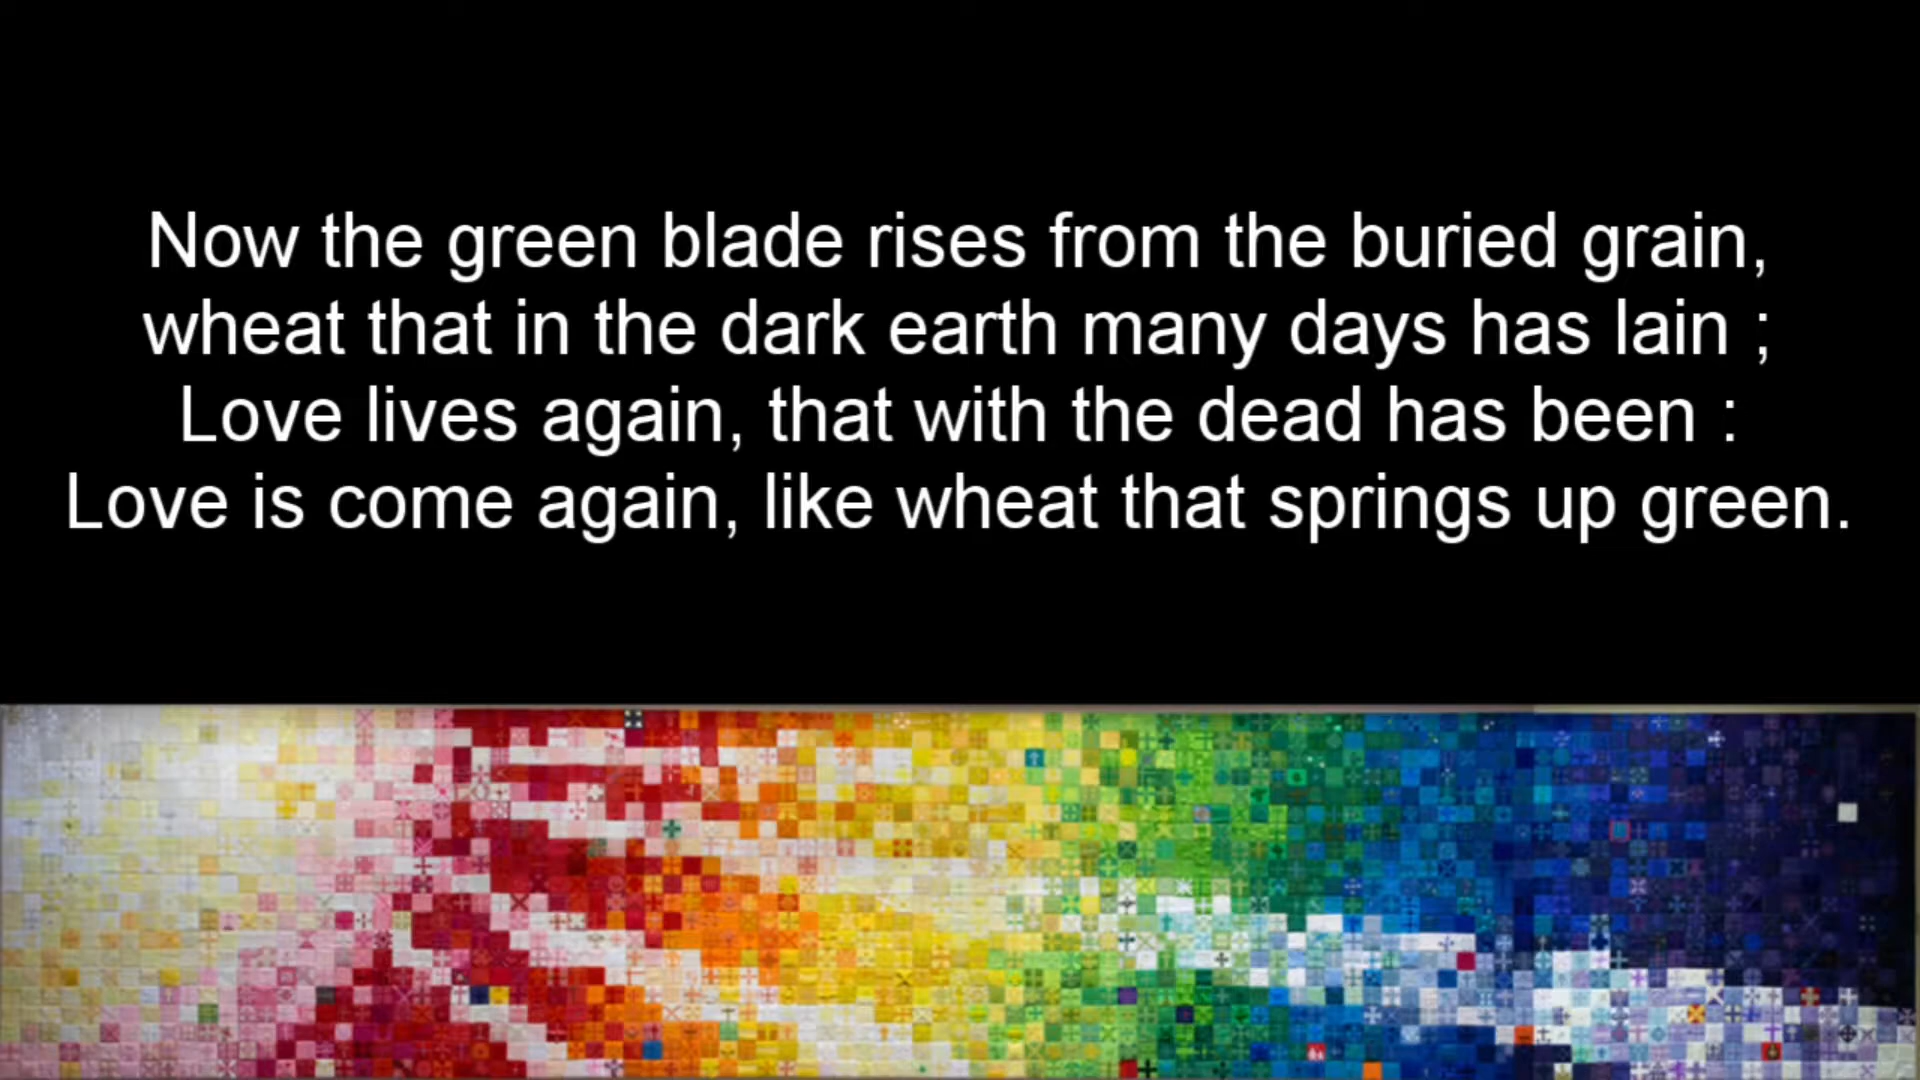 Now the green blade rises from the buried grain,
wheat that in the dark earth many days has lain ;
Love lives again, that with the dead has been :
Love is come again, like wheat that springs up green.